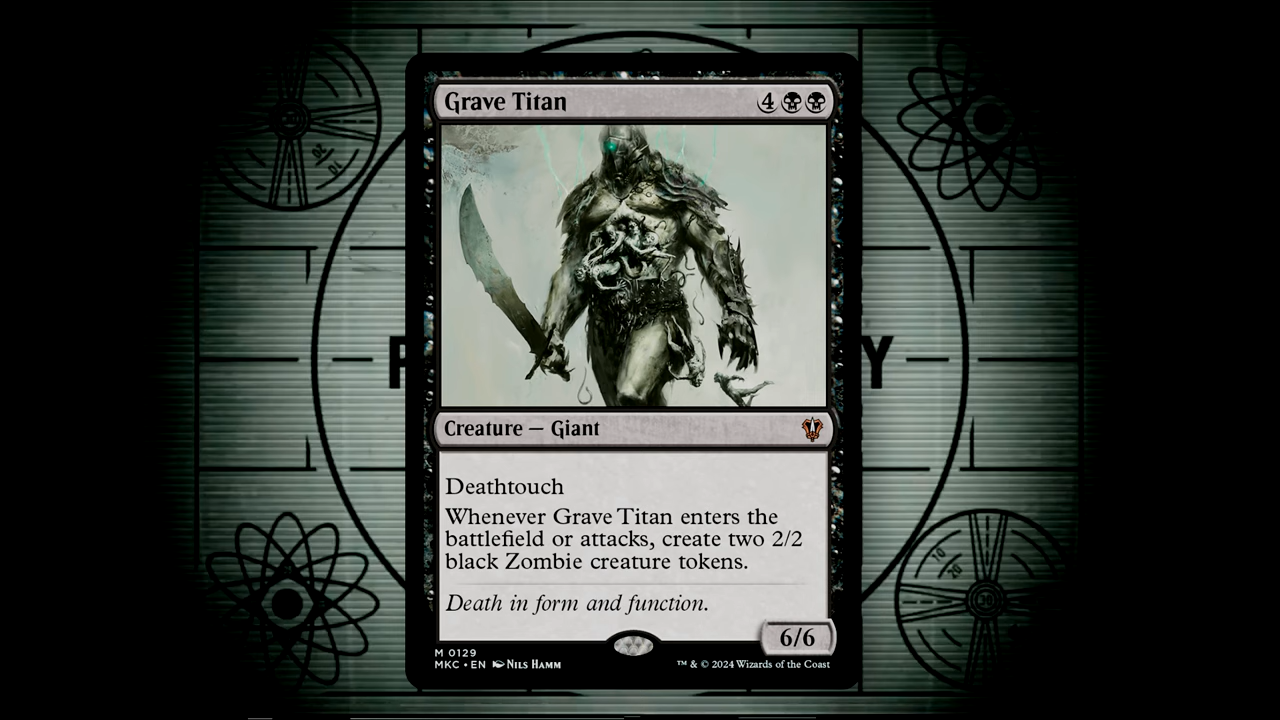 Grave Titan 4
Creature — Giant
Deathtouch
Whenever Grave Titan enters the
battlefield or attacks, create two 2/2
black Zombie creature tokens.
Death in form and function.
6/6
M 0129
MKC • EN NILS HAMM
™ & © 2024 Wizards of the Coast
10
20